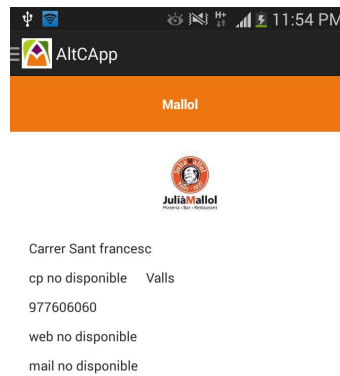 H+ 11:54 PM
AltCApp
Mallol
JuliàMallol
Pizzeria - Bar - Restaurant
Carrer Sant francesc
cp no disponible Valls
977606060
web no disponible
mail no disponible